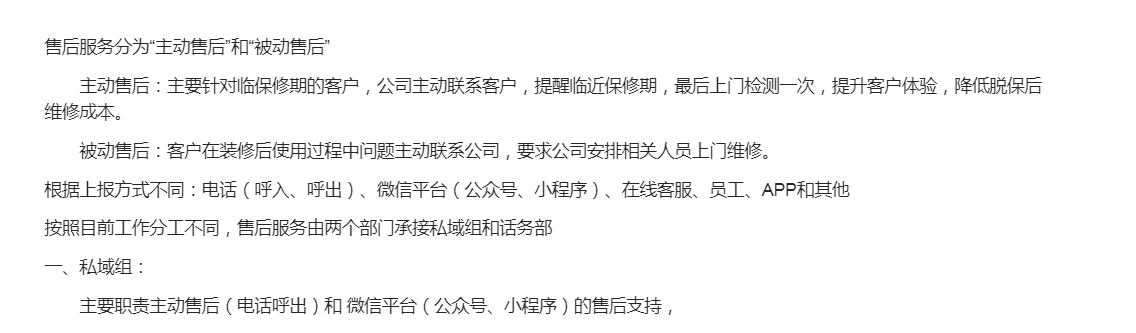 售后服务分为“主动售后”和“被动售后”
主动售后：主要针对临保修期的客户，公司主动联系客户，提醒临近保修期，最后上门检测一次，提升客户体验，降低脱保后
维修成本。
被动售后：客户在装修后使用过程中问题主动联系公司，要求公司安排相关人员上门维修。
根据上报方式不同：电话（呼入、呼出）、微信平台（公众号、小程序）、在线客服、员工、APP和其他
按照目前工作分工不同，售后服务由两个部门承接私域组和话务部
一、私域组：
主要职责主动售后（电话呼出）和 微信平台（公众号、小程序）的售后支持，